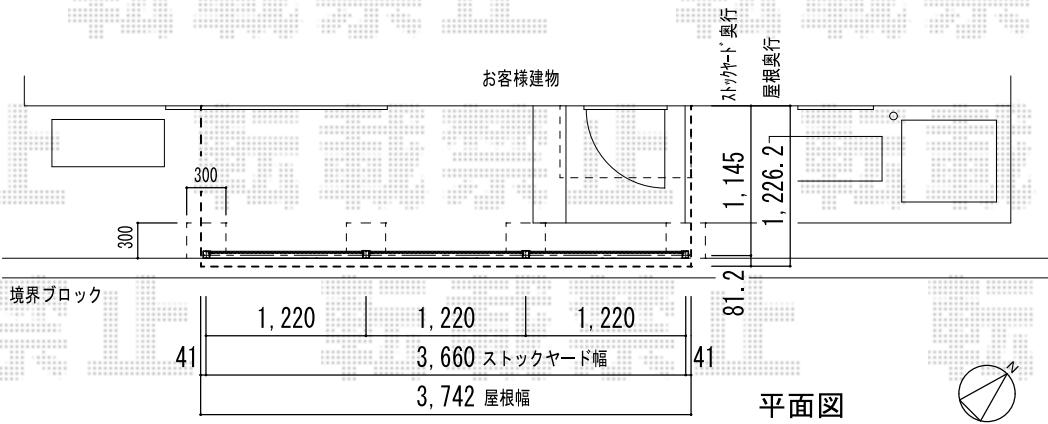 お客様建物
ストックヤード奥行
屋根奥行
300
300
1,145
1,226.2
81.2
境界ブロック
1,220
1,220
1,220
41
3,660 ストックヤード幅
41
3,742 屋根幅
平面図
N